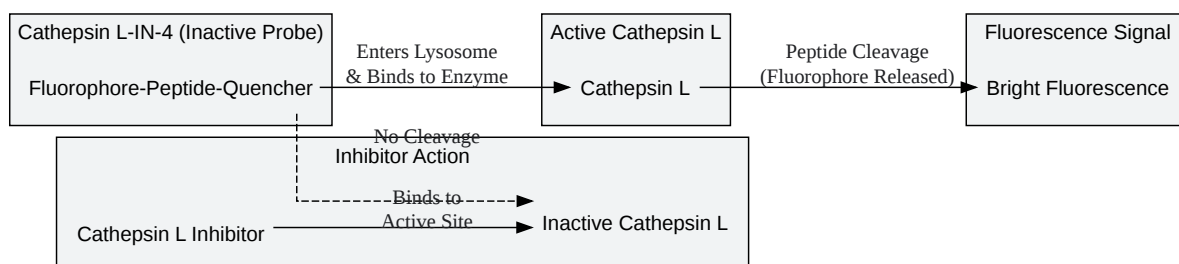 Cathepsin L-IN-4 (Inactive Probe)
Fluorophore-Peptide-Quencher
Enters Lysosome
& Binds to Enzyme
Active Cathepsin L
Cathepsin L
Peptide Cleavage
(Fluorophore Released)
Fluorescence Signal
Bright Fluorescence
No Cleavage
Inhibitor Action
Binds to
Active Site
Cathepsin L Inhibitor
Inactive Cathepsin L